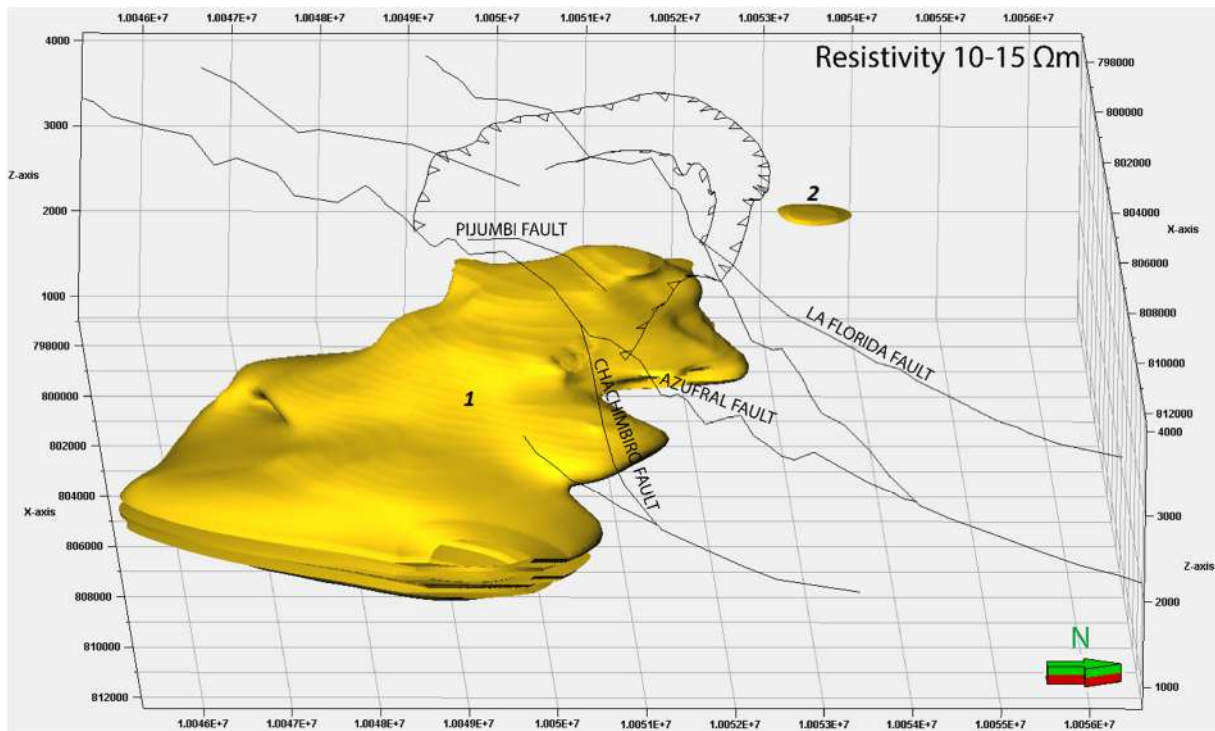 1.0046E+7 1.0047E+7 1.0048E+7 1.0049E+7 1.005E+7 1.0051E+7 1.0052E+7 1.0053E+7 1.0054E+7 1.0055E+7 1.0056E+7
4000
Resistivity 10-15 Ωm
798000
800000
3000
802000
Z-axis
2
2000
804000
X-axis
PIJUMBI FAULT
806000
1000
808000
LA FLORIDA FAULT
798000
810000
CHACHIMBIRO FAULT
AZUFRAL FAULT
800000
1
812000
4000
802000
804000
X-axis
3000
806000
Z-axis
808000
2000
810000
N
1000
812000
1.0046E+7 1.0047E+7 1.0048E+7 1.0049E+7 1.005E+7 1.0051E+7 1.0052E+7 1.0053E+7 1.0054E+7 1.0055E+7 1.0056E+7